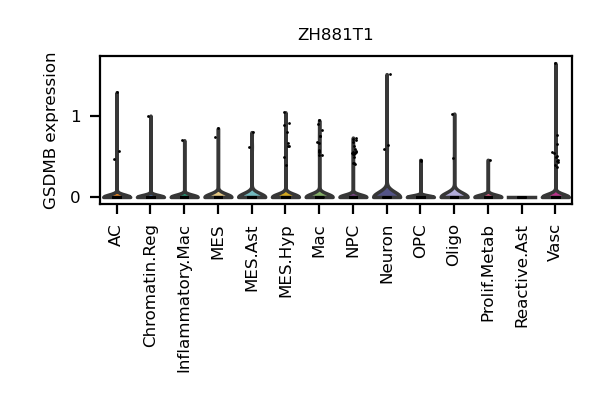 ZH881T1
GSDMB expression
1
0
AC
Chromatin.Reg
Inflammatory.Mac
MES
MES.Ast
MES.Hyp
Mac
NPC
Neuron
OPC
Oligo
Prolif.Metab
Reactive.Ast
Vasc